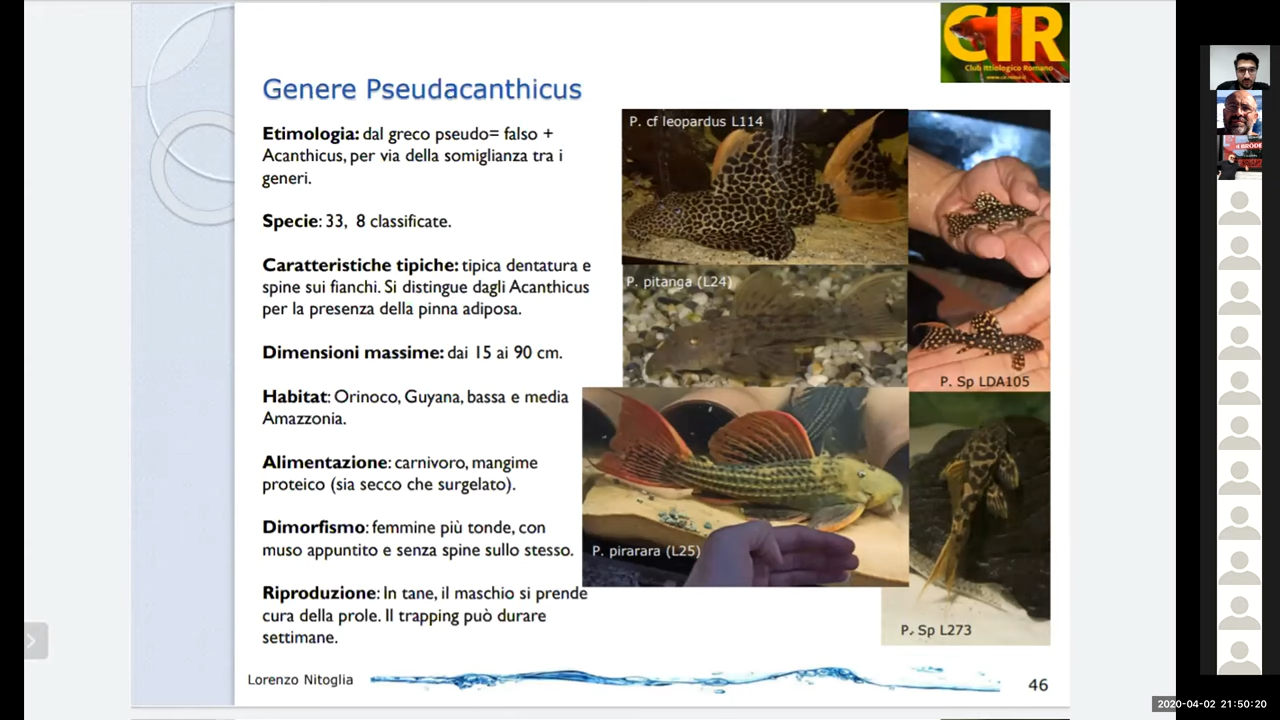 CIR
Club Ittiologico Romano
Genere Pseudacanthicus
Etimologia: dal greco pseudo= falso +
Acanthicus, per via della somiglianza tra i
generi.
Specie: 33, 8 classificate.
Caratteristiche tipiche: tipica dentatura e
spine sui fianchi. Si distingue dagli Acanthicus
per la presenza della pinna adiposa.
Dimensioni massime: dai 15 ai 90 cm.
Habitat: Orinoco, Guyana, bassa e media
Amazzonia.
Alimentazione: carnivoro, mangime
proteico (sia secco che surgelato).
Dimorfismo: femmine più tonde, con
muso appuntito e senza spine sullo stesso.
Riproduzione: In tane, il maschio si prende
cura della prole. Il trapping può durare
settimane.
P. cf leopardus L114
P. pitanga (L24)
P. Sp LDA105
P. pirarara (L25)
P. Sp L273
Lorenzo Nitoglia
46
2020-04-02 21:50:20